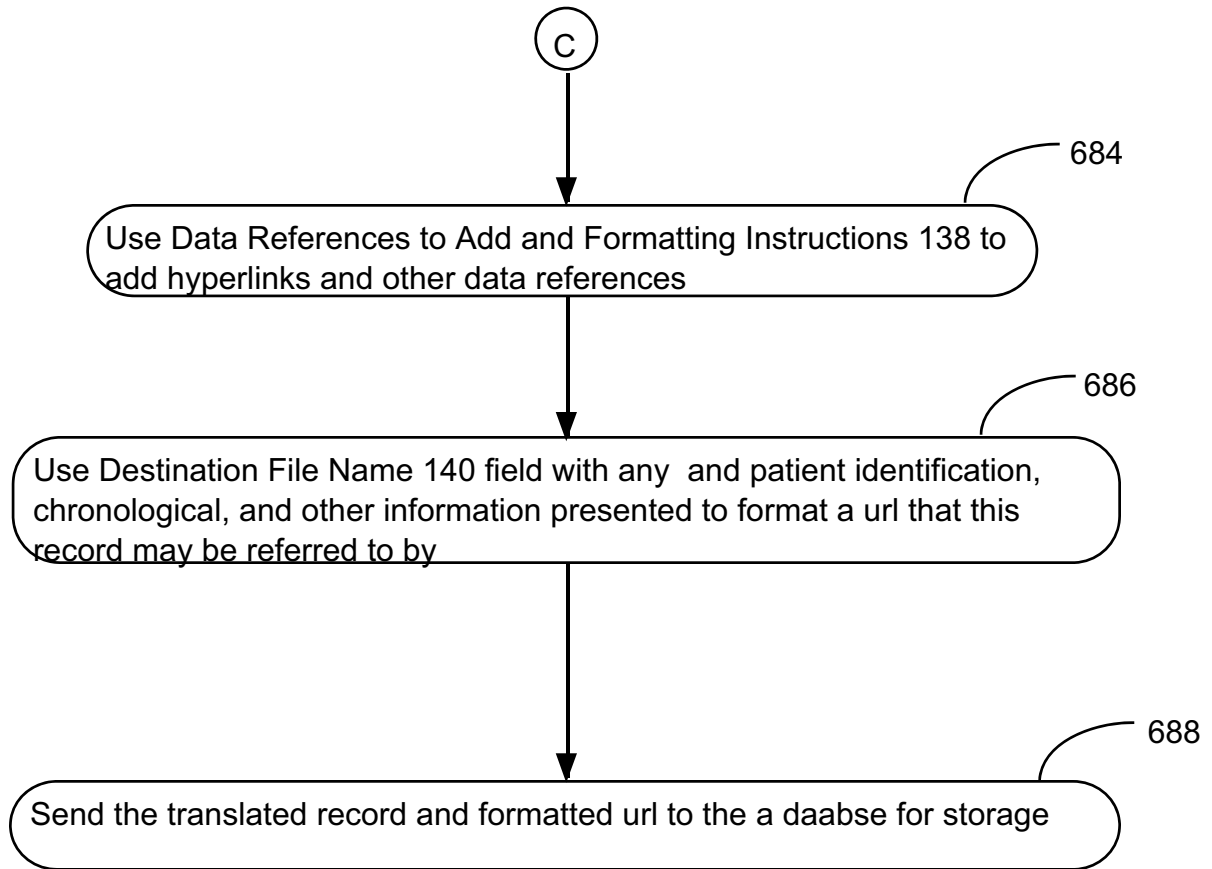 C
684
Use Data References to Add and Formatting Instructions 138 to
add hyperlinks and other data references
686
Use Destination File Name 140 field with any  and patient identification,
chronological, and other information presented to format a url that this
record may be referred to by
688
Send the translated record and formatted url to the a daabse for storage